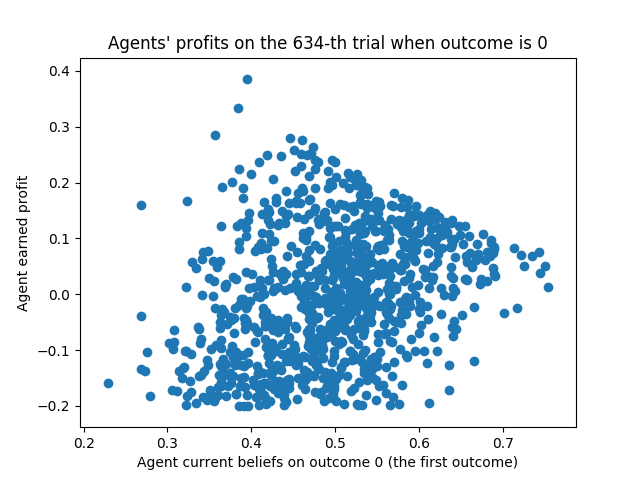 Agents' profits on the 634-th trial when outcome is 0
0.4
0.3
0.2
0.1
0.0
−0.1
−0.2
Agent earned profit
0.2 0.3 0.4 0.5 0.6 0.7
Agent current beliefs on outcome 0 (the first outcome)